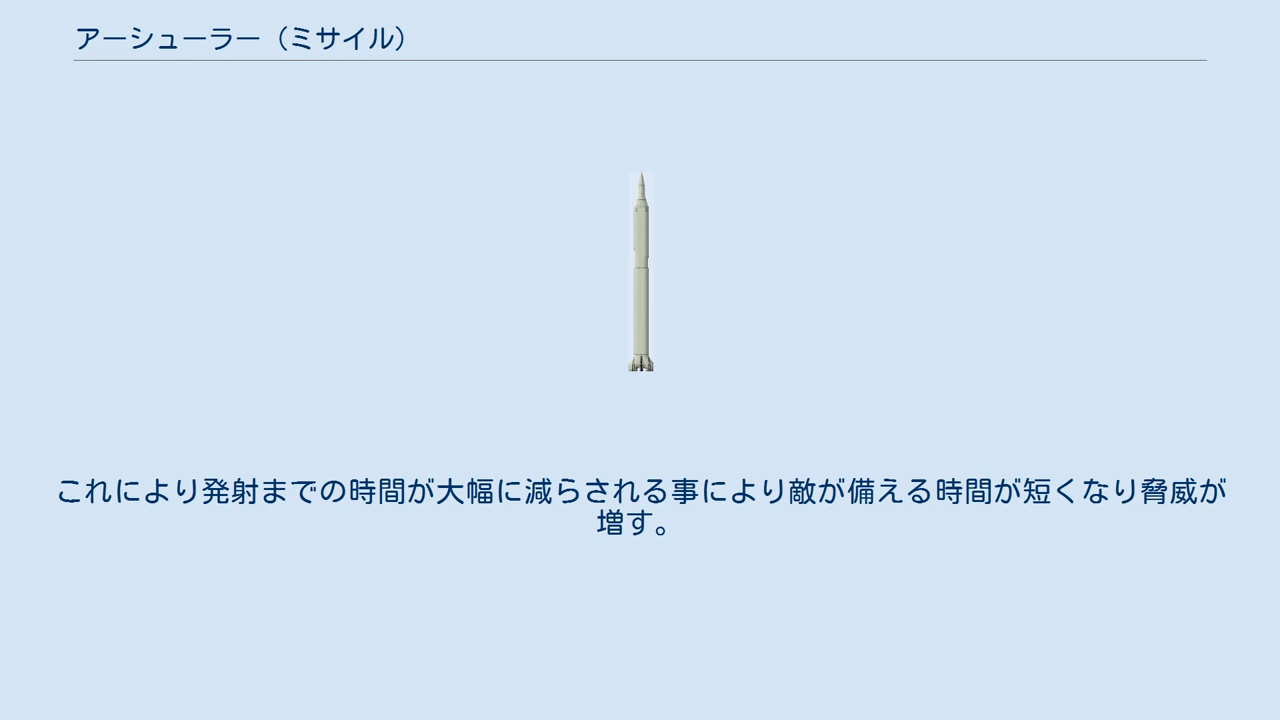 アーシューラー（ミサイル）
これにより発射までの時間が大幅に減らされる事により敵が備える時間が短くなり脅威が
増す。